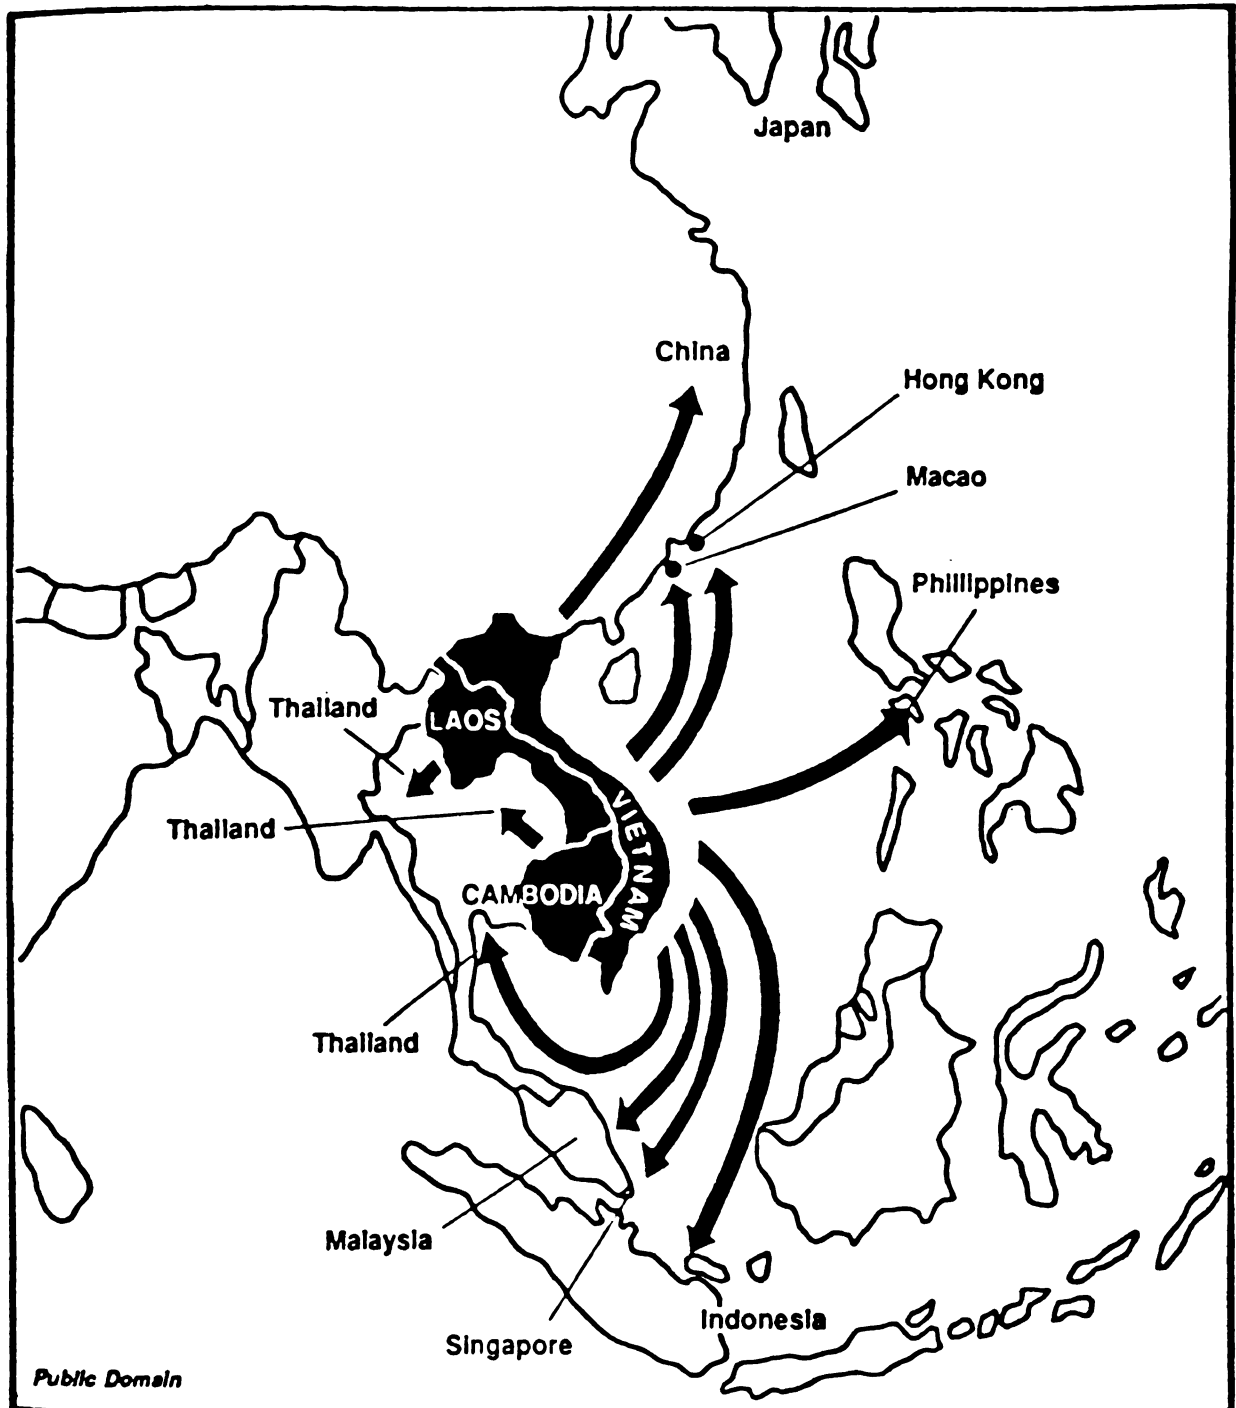 Japan
China
Hong Kong
Macao
Phillippines
Thailand
LAOS
Thailand
VIETNAM
CAMBODIA
Thailand
Malaysia
Indonesia
Singapore
Public Domain